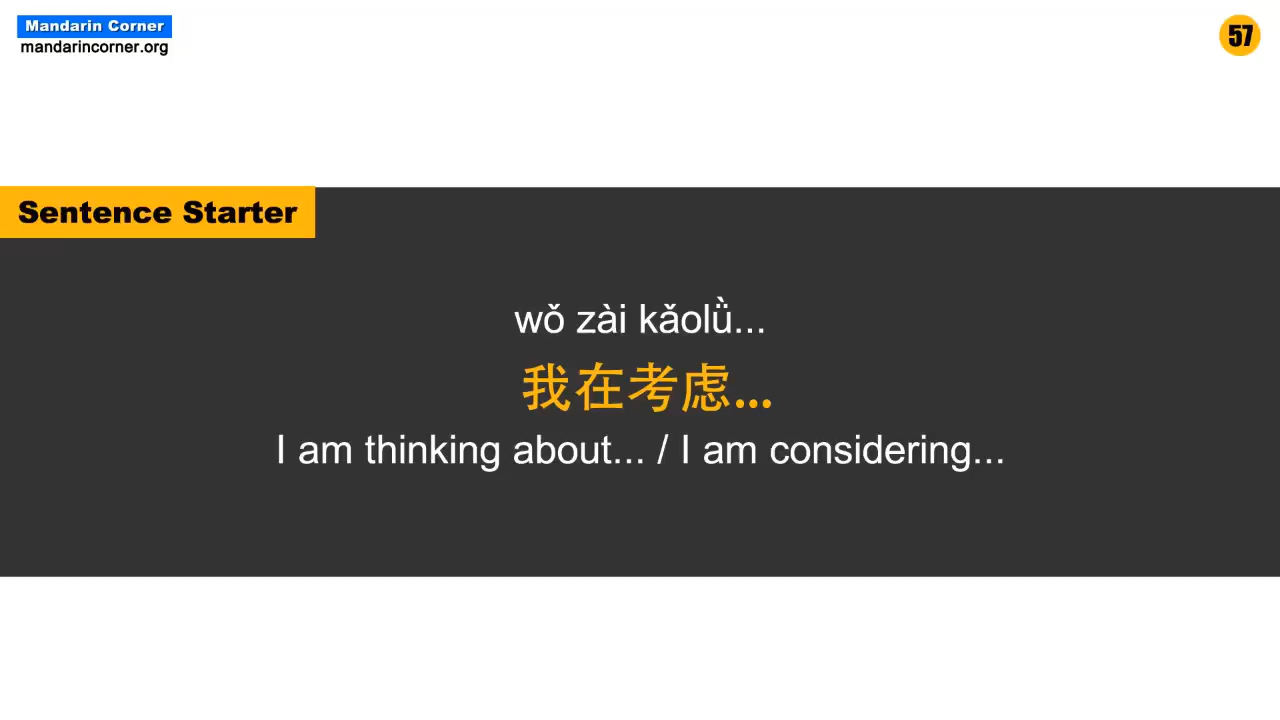 Mandarin Corner
mandarincorner.org
57
Sentence Starter
wǒ zài kǎolǜ...
我在考虑...
I am thinking about... / I am considering...